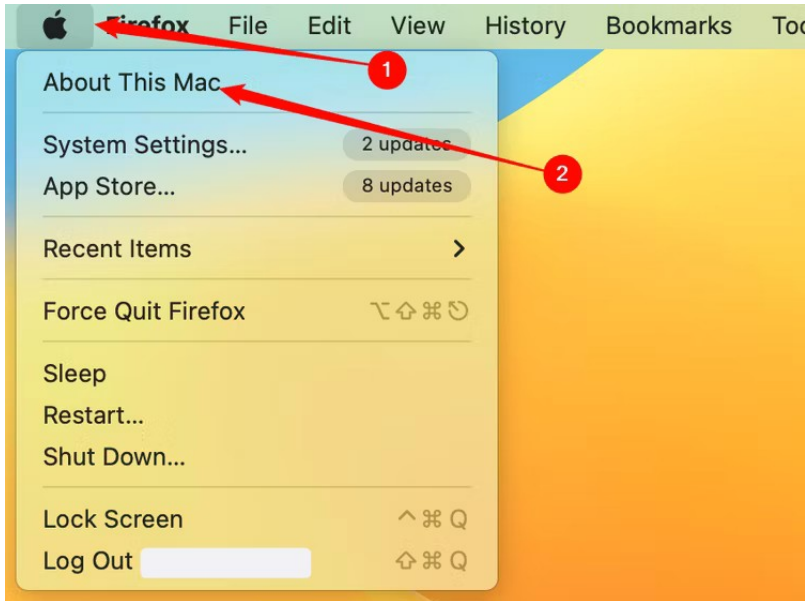 Firefox File Edit View History Bookmarks
1
About This Mac
2
System Settings... 2 updates
App Store... 8 updates
Recent Items >
Force Quit Firefox ⌥⇧⌘⎋
Sleep
Restart...
Shut Down...
Lock Screen ^⌘Q
Log Out ⇧⌘Q